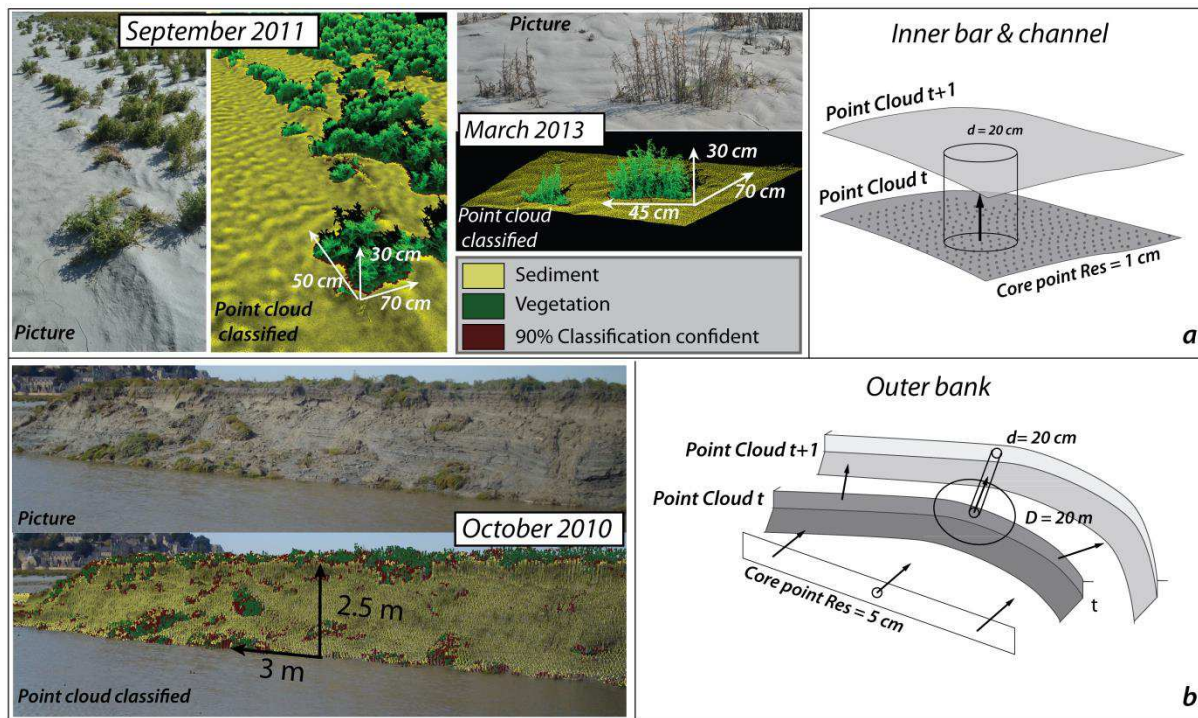 September 2011
Picture
Point cloud
classified
50 cm
30 cm
70 cm
Picture
March 2013
Point cloud
classified
30 cm
70 cm
45 cm
Sediment
Vegetation
90% Classification confident
Inner bar & channel
Point Cloud t+1
d = 20 cm
Point Cloud t
Core point Res = 1 cm
a
Picture
October 2010
2.5 m
3 m
Point cloud classified
Outer bank
Point Cloud t+1
d= 20 cm
Point Cloud t
D = 20 m
Core point Res = 5 cm
t
b